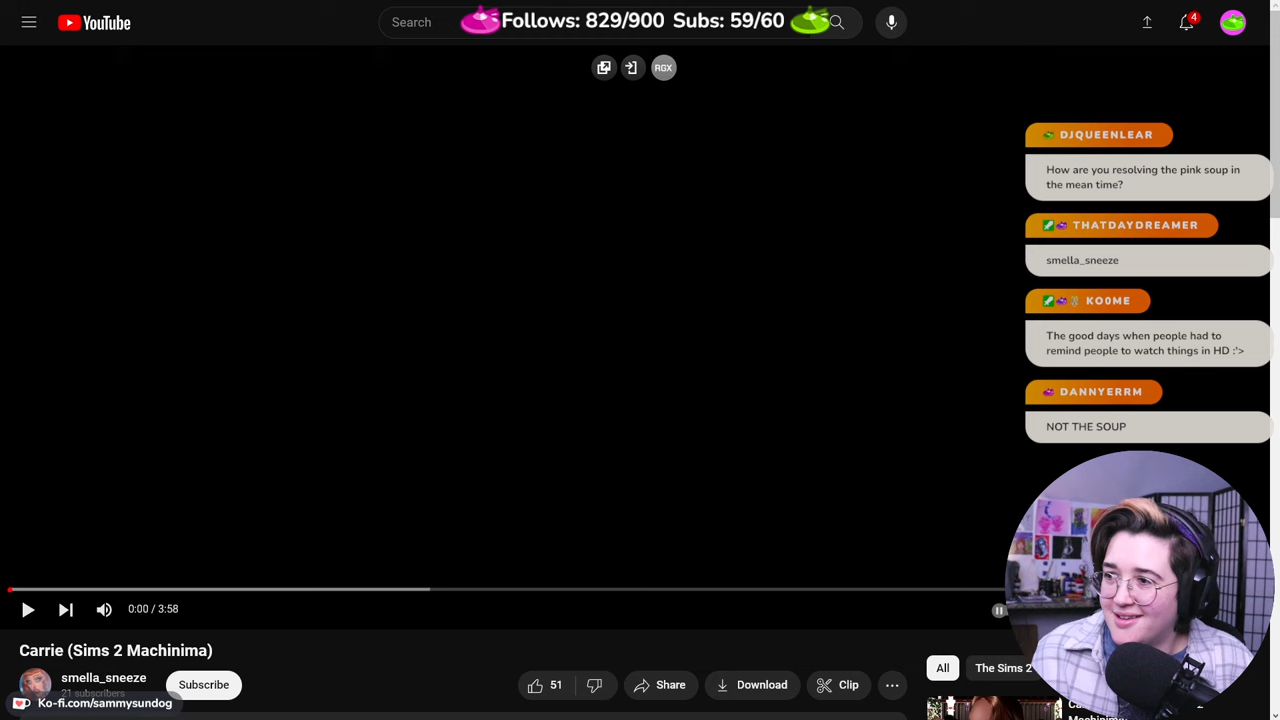 YouTube
Search
Follows: 829/900 Subs: 59/60
4
RGX
DJQUEENLEAR
How are you resolving the pink soup in
the mean time?
THATDAYDREAMER
smella_sneeze
KO0ME
The good days when people had to
remind people to watch things in HD :'>
DANNYERRM
NOT THE SOUP
0:00 / 3:58
Carrie (Sims 2 Machinima)
smella_sneeze
21 subscribers
Subscribe
51
Share
Download
Clip
All
The Sims 2
Ko-fi.com/sammysundog